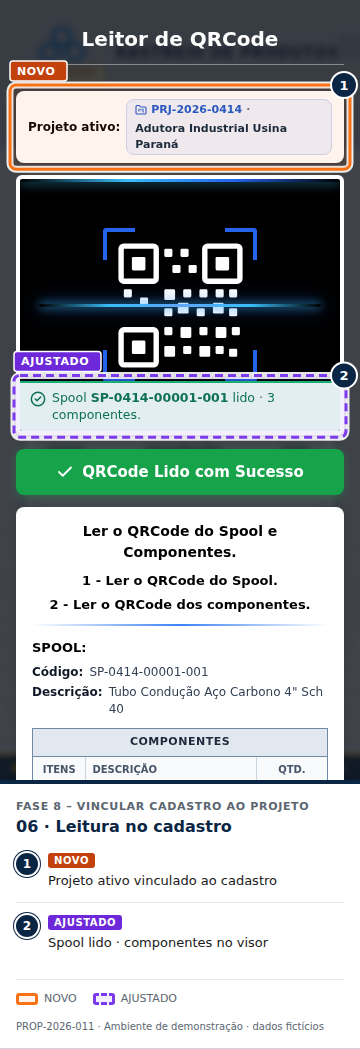 Leitor de QRCode
NOVO
1
Projeto ativo:
PRJ-2026-0414 ·
Adutora Industrial Usina
Paraná
AJUSTADO
2
Spool SP-0414-00001-001 lido · 3
componentes.
QRCode Lido com Sucesso
Ler o QRCode do Spool e
Componentes.
1 - Ler o QRCode do Spool.
2 - Ler o QRCode dos componentes.
SPOOL:
Código: SP-0414-00001-001
Descrição: Tubo Condução Aço Carbono 4" Sch
40
COMPONENTES
ITENS DESCRIÇÃO QTD.
FASE 8 – VINCULAR CADASTRO AO PROJETO
06 · Leitura no cadastro
1 NOVO
Projeto ativo vinculado ao cadastro
2 AJUSTADO
Spool lido · componentes no visor
NOVO AJUSTADO
PROP-2026-011 · Ambiente de demonstração · dados fictícios